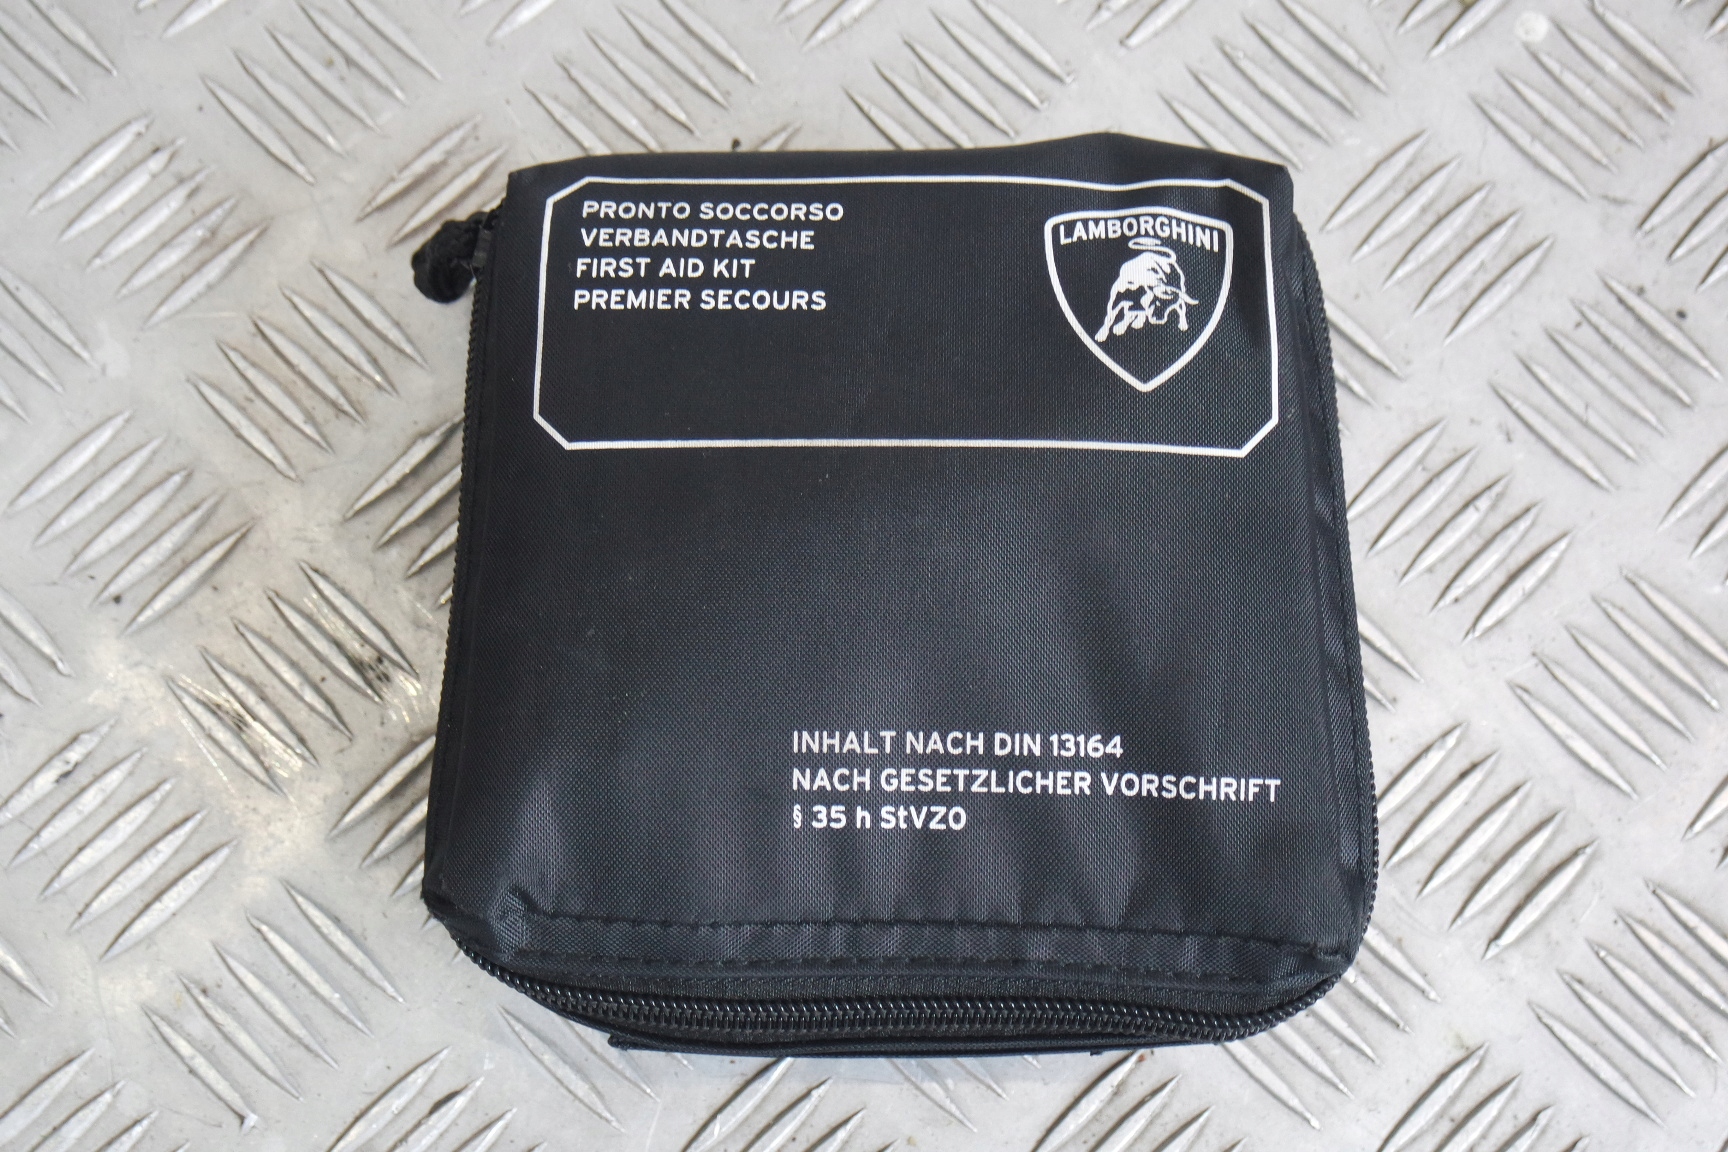 PRONTO SOCCORSO
VERBANDTASCHE
FIRST AID KIT
PREMIER SECOURS
LAMBORGHINI
INHALT NACH DIN 13164
NACH GESETZLICHER VORSCHRIFT
§ 35 h StVZO